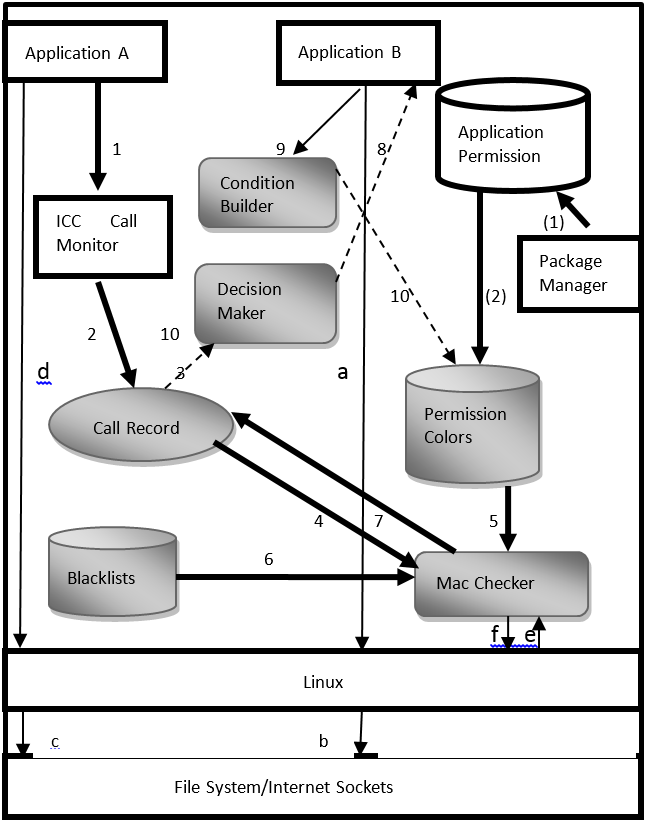 Application A
Application B
Application
Permission
1
9
8
Condition
Builder
ICC Call
Monitor
(1)
Package
Manager
Decision
Maker
10
(2)
2
10
3
d
a
Permission
Colors
Call Record
4
7
5
6
Blacklists
Mac Checker
f
e
Linux
c
b
File System/Internet Sockets